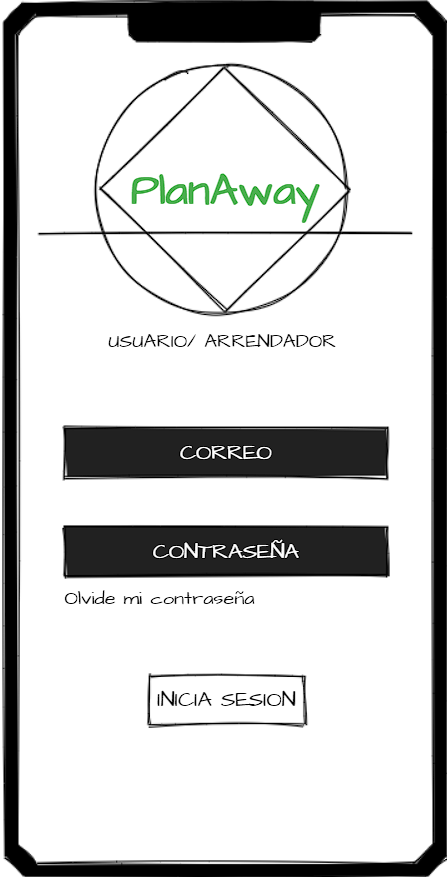 PlanAway
USUARIO/ ARRENDADOR
CORREO
CONTRASEÑA
Olvide mi contraseña
INICIA SESION